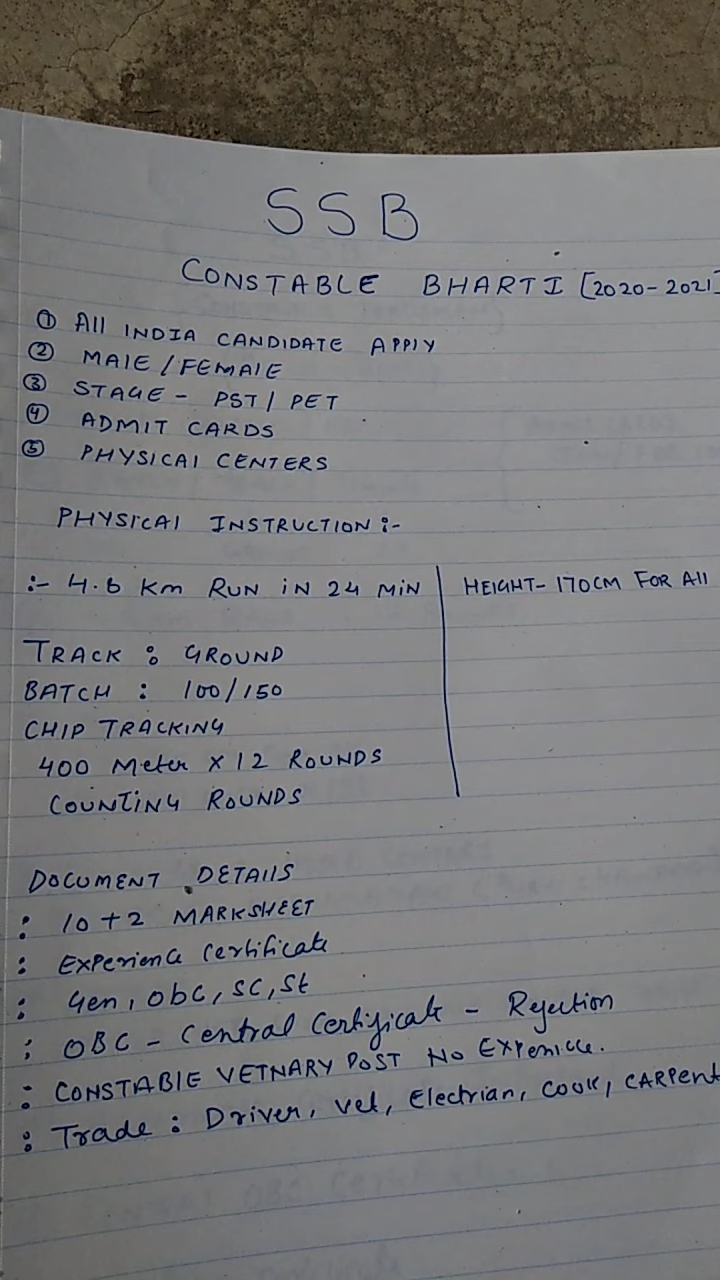 SSB
CONSTABLE BHARTI [2020-2021]
① All INDIA CANDIDATE APPlY
② MAlE / FEMAlE
③ STAGE - PST / PET
④ ADMIT CARDS
⑤ PHYSICAl CENTERS
PHYSICAl INSTRUCTION :-
:- 4.8 Km RUN iN 24 MiN
HEIGHT- 170CM FOR All
TRACK : GROUND
BATCH : 100/150
CHIP TRACKING
400 Meter X 12 ROUNDS
COUNTiNG ROUNDS
DOCUMENT DETAIlS
: 10+2 MARKSHEET
: Experience Certificate
: Gen, obc, SC, St
: OBC - Central Certificate - Rejection
: CONSTABlE VETNARY POST No Expenicce.
: Trade : Driver, vet, Electrian, Cook, CARPent